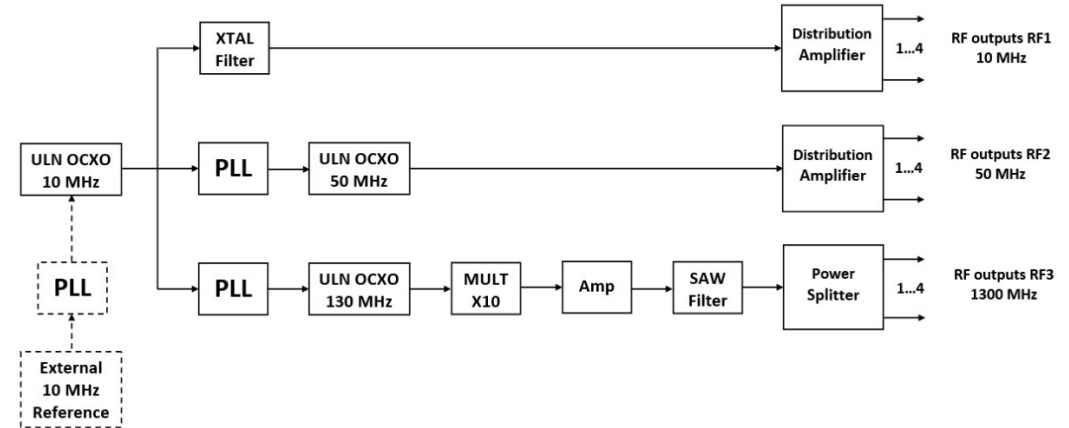 XTAL
Filter
Distribution
Amplifier
1...4
RF outputs RF1
10 MHz
ULN OCXO
10 MHz
PLL
ULN OCXO
50 MHz
Distribution
Amplifier
1...4
RF outputs RF2
50 MHz
PLL
PLL
ULN OCXO
130 MHz
MULT
X10
Amp
SAW
Filter
Power
Splitter
1...4
RF outputs RF3
1300 MHz
External
10 MHz
Reference